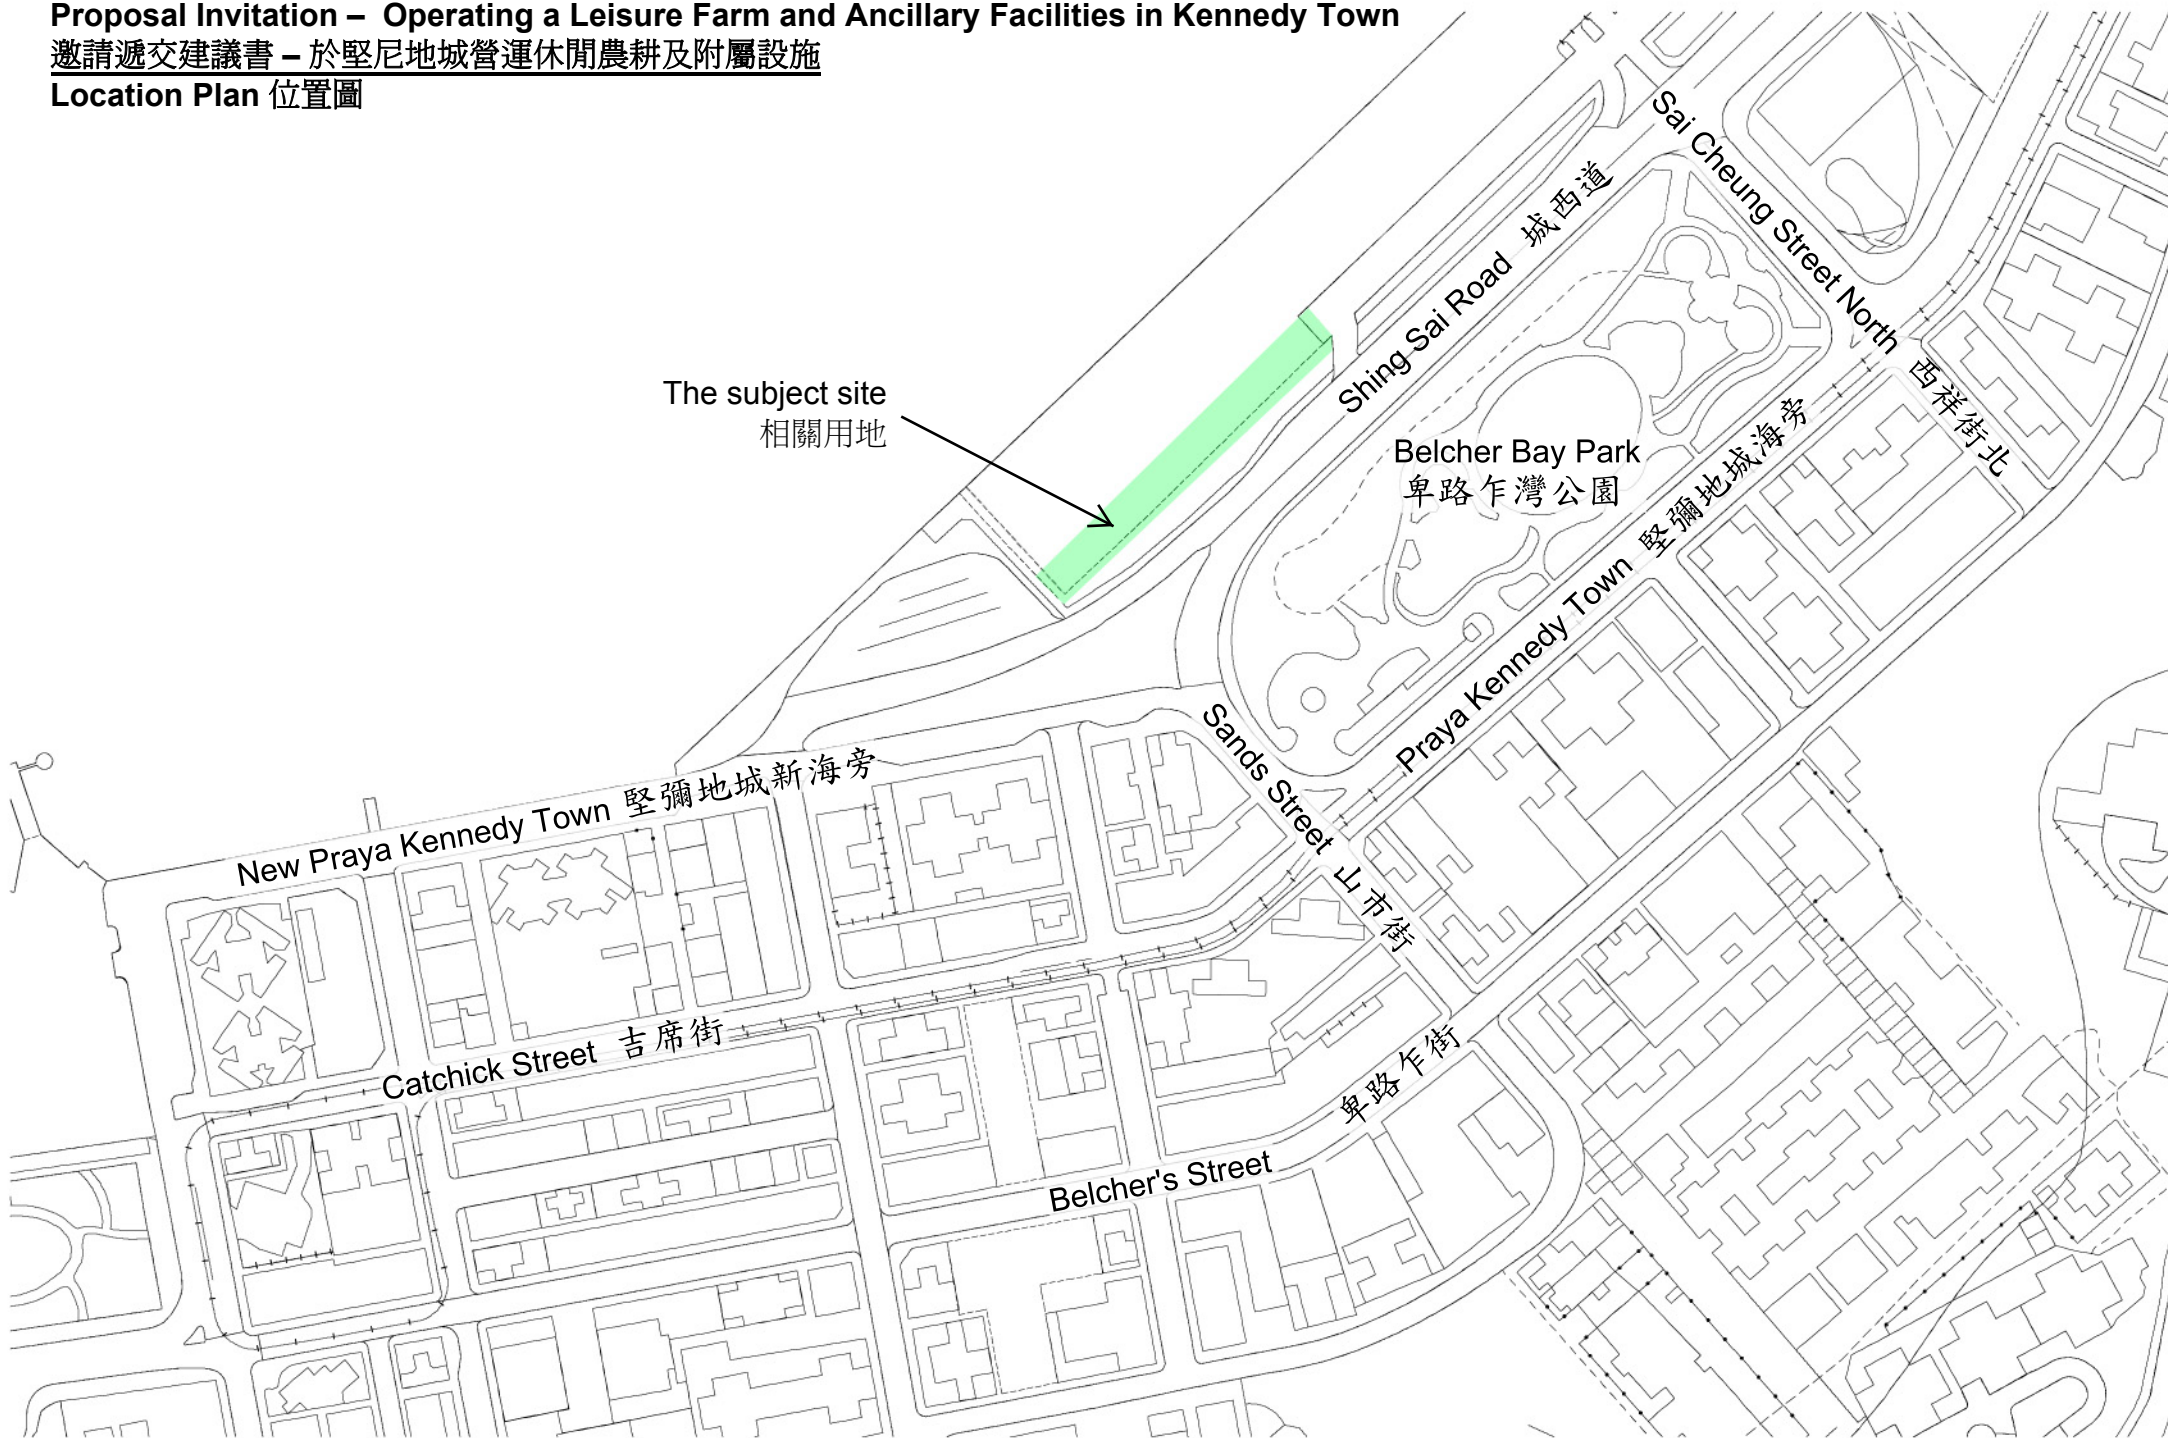 Proposal Invitation – Operating a Leisure Farm and Ancillary Facilities in Kennedy Town
邀請遞交建議書 – 於堅尼地城營運休閒農耕及附屬設施
Location Plan 位置圖
Sai Cheung Street North 西祥街北
Shing Sai Road 城西道
The subject site
相關用地
Belcher Bay Park
卑路乍灣公園
Praya Kennedy Town 堅彌地城海旁
Sands Street 山市街
New Praya Kennedy Town 堅彌地城新海旁
Catchick Street 吉席街
Belcher's Street 卑路乍街